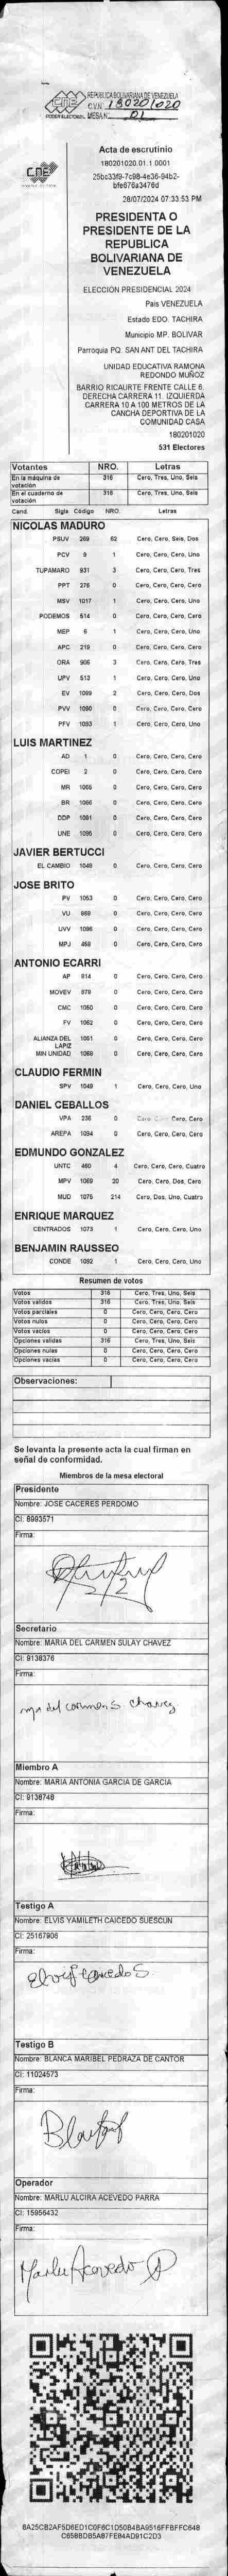 REPÚBLICA BOLIVARIANA DE VENEZUELA
CNE
PODER ELECTORAL
C.V.N. 18020/020
MESA N° 01
CNE
Acta de escrutinio
180201020.01.1.0001
28/07/2024 07:33:53 PM
PRESIDENTA O
PRESIDENTE DE LA
REPUBLICA
BOLIVARIANA DE
VENEZUELA
ELECCIÓN PRESIDENCIAL 2024
Pais VENEZUELA
Estado EDO. TACHIRA
Municipio MP. BOLIVAR
Parroquia PQ. SAN ANT DEL TACHIRA
UNIDAD EDUCATIVA RAMONA
REDONDO MUÑOZ
BARRIO RICAURTE FRENTE CALLE 6.
DERECHA CARRERA 11. IZQUIERDA
CARRERA 10 A 100 METROS DE LA
CANCHA DEPORTIVA DE LA
COMUNIDAD CASA
180201020
531 Electores
Votantes NRO. Letras
En la máquina de votación 316 Cero, Tres, Uno, Seis
En el cuaderno de votación 316 Cero, Tres, Uno, Seis
Cand. Sigla Código NRO. Letras
NICOLAS MADURO
PSUV 269 62 Cero, Cero, Seis, Dos
PCV 9 1 Cero, Cero, Cero, Uno
TUPAMARO 931 3 Cero, Cero, Cero, Tres
PPT 276 0 Cero, Cero, Cero, Cero
MSV 1017 1 Cero, Cero, Cero, Uno
PODEMOS 514 0 Cero, Cero, Cero, Cero
MEP 6 1 Cero, Cero, Cero, Uno
APC 219 0 Cero, Cero, Cero, Cero
ORA 906 3 Cero, Cero, Cero, Tres
UPV 513 1 Cero, Cero, Cero, Uno
EV 1099 2 Cero, Cero, Cero, Dos
PVV 1090 0 Cero, Cero, Cero, Cero
PFV 1093 1 Cero, Cero, Cero, Uno
LUIS MARTINEZ
AD 1 0 Cero, Cero, Cero, Cero
COPEI 2 0 Cero, Cero, Cero, Cero
MR 1065 0 Cero, Cero, Cero, Cero
BR 1066 0 Cero, Cero, Cero, Cero
DDP 1091 0 Cero, Cero, Cero, Cero
UNE 1095 0 Cero, Cero, Cero, Cero
JAVIER BERTUCCI
EL CAMBIO 1048 0 Cero, Cero, Cero, Cero
JOSE BRITO
PV 1053 0 Cero, Cero, Cero, Cero
VU 868 0 Cero, Cero, Cero, Cero
UVV 1096 0 Cero, Cero, Cero, Cero
MPJ 458 0 Cero, Cero, Cero, Cero
ANTONIO ECARRI
AP 814 0 Cero, Cero, Cero, Cero
MOVEV 879 0 Cero, Cero, Cero, Cero
CMC 1050 0 Cero, Cero, Cero, Cero
FV 1062 0 Cero, Cero, Cero, Cero
ALIANZA DEL LAPIZ 1051 0 Cero, Cero, Cero, Cero
MIN UNIDAD 1068 0 Cero, Cero, Cero, Cero
CLAUDIO FERMIN
SPV 1049 1 Cero, Cero, Cero, Uno
DANIEL CEBALLOS
VPA 236 0 Cero, Cero, Cero, Cero
AREPA 1094 0 Cero, Cero, Cero, Cero
EDMUNDO GONZALEZ
UNTC 460 4 Cero, Cero, Cero, Cuatro
MPV 1069 20 Cero, Cero, Dos, Cero
MUD 1075 214 Cero, Dos, Uno, Cuatro
ENRIQUE MARQUEZ
CENTRADOS 1073 1 Cero, Cero, Cero, Uno
BENJAMIN RAUSSEO
CONDE 1092 1 Cero, Cero, Cero, Uno
Resumen de votos
Votos 316 Cero, Tres, Uno, Seis
Votos validos 316 Cero, Tres, Uno, Seis
Votos parciales 0 Cero, Cero, Cero, Cero
Votos nulos 0 Cero, Cero, Cero, Cero
Votos vacios 0 Cero, Cero, Cero, Cero
Opciones validas 316 Cero, Tres, Uno, Seis
Opciones nulas 0 Cero, Cero, Cero, Cero
Opciones vacias 0 Cero, Cero, Cero, Cero
Observaciones:
Se levanta la presente acta la cual firman en
señal de conformidad.
Miembros de la mesa electoral
Presidente
Nombre: JOSE CACERES PERDOMO
CI: 8993571
Firma:
Secretario
Nombre: MARIA DEL CARMEN SULAY CHAVEZ
CI: 9138376
Firma:
Ma del Carmen S. Chavez
Miembro A
Nombre: MARIA ANTONIA GARCIA DE GARCIA
CI: 9138748
Firma:
Testigo A
Nombre: ELVIS YAMILETH CAICEDO SUESCUN
CI: 25167906
Firma:
Elvis Y Caicedo S.
Testigo B
Nombre: BLANCA MARIBEL PEDRAZA DE CANTOR
CI: 11024573
Firma:
Operador
Nombre: MARLU ALCIRA ACEVEDO PARRA
CI: 15956432
Firma:
Marlu Acevedo P